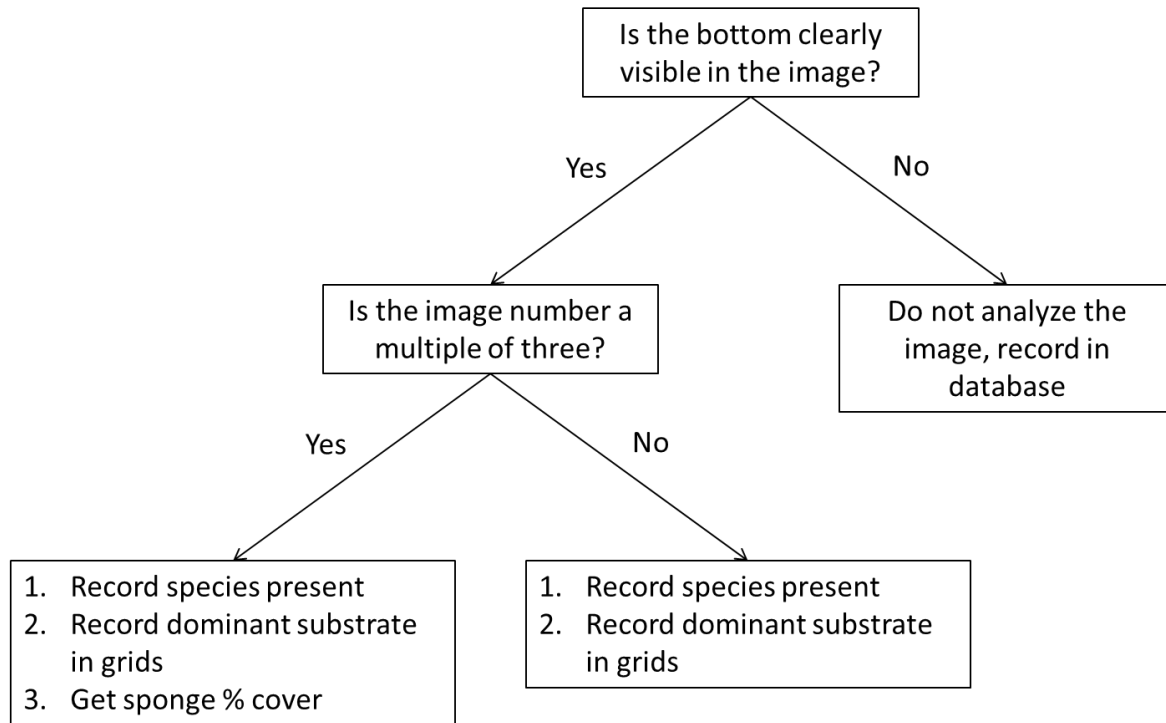 Is the bottom clearly
visible in the image?
Yes
No
Is the image number a
multiple of three?
Do not analyze the
image, record in
database
Yes
No
1. Record species present
2. Record dominant substrate
in grids
3. Get sponge % cover
1. Record species present
2. Record dominant substrate
in grids